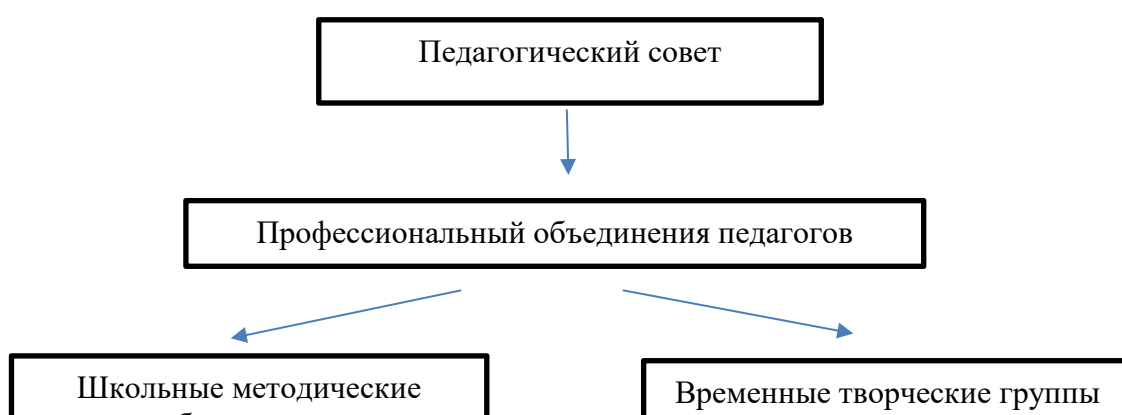 Педагогический совет
Профессиональный объединения педагогов
Школьные методические
Временные творческие группы